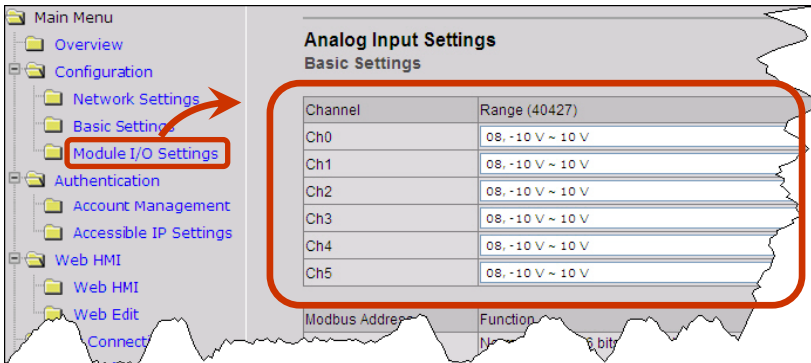 Main Menu
Overview
Configuration
Network Settings
Basic Settings
Module I/O Settings
Authentication
Account Management
Accessible IP Settings
Web HMI
Web HMI
Web Edit
Analog Input Settings
Basic Settings
Channel Range (40427)
Ch0 08, -10 V ~ 10 V
Ch1 08, -10 V ~ 10 V
Ch2 08, -10 V ~ 10 V
Ch3 08, -10 V ~ 10 V
Ch4 08, -10 V ~ 10 V
Ch5 08, -10 V ~ 10 V
Modbus Address Function